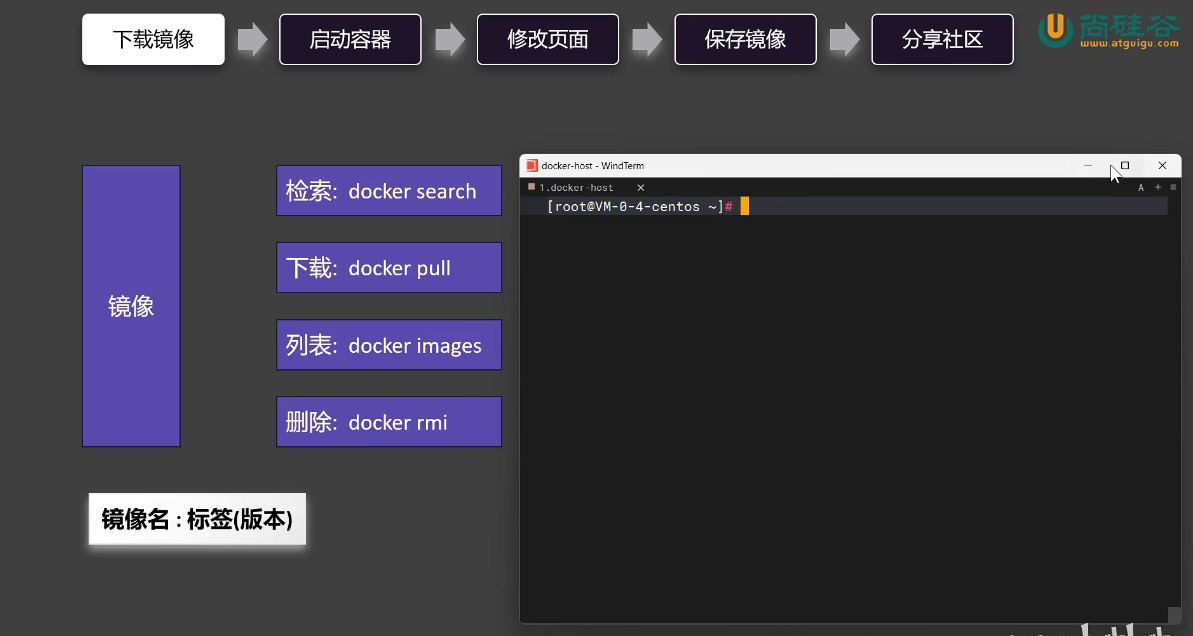 下载镜像
启动容器
修改页面
保存镜像
分享社区
尚硅谷
www.atguigu.com
镜像
检索: docker search
下载: docker pull
列表: docker images
删除: docker rmi
镜像名 : 标签(版本)
docker-host - WindTerm
1.docker-host
A
[root@VM-0-4-centos ~]#